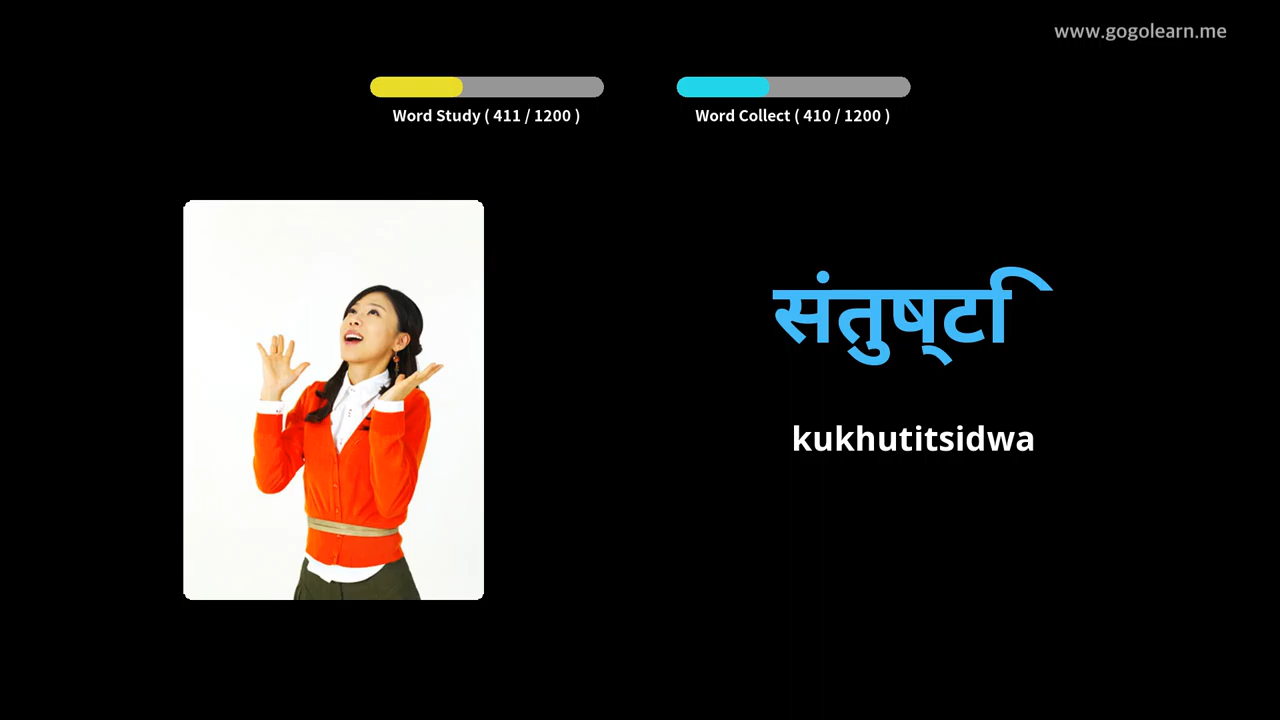 www.gogolearn.me
Word Study ( 411 / 1200 )
Word Collect ( 410 / 1200 )
संतुष्टि
kukhutitsidwa